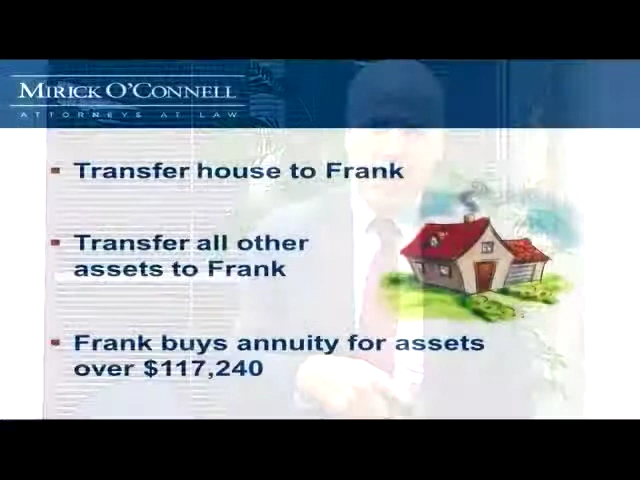 MIRICK O'CONNELL
ATTORNEYS AT LAW
Transfer house to Frank
Transfer all other
assets to Frank
Frank buys annuity for assets
over $117,240